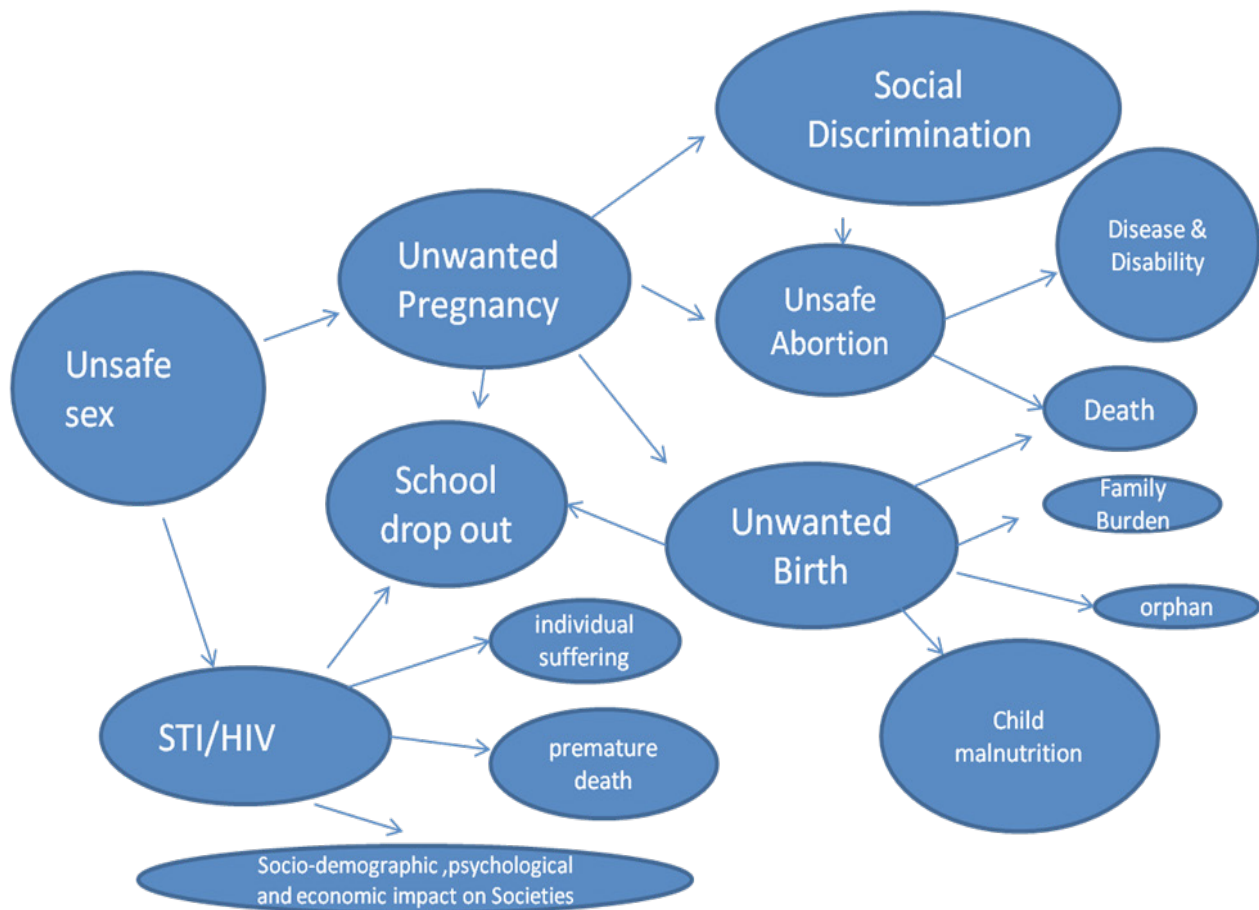 Social
Discrimination
Disease &
Disability
Unwanted
Pregnancy
Unsafe
Abortion
Unsafe
sex
Death
School
drop out
Family
Burden
Unwanted
Birth
orphan
individual
suffering
STI/HIV
premature
death
Child
malnutrition
Socio-demographic ,psychological
and economic impact on Societies